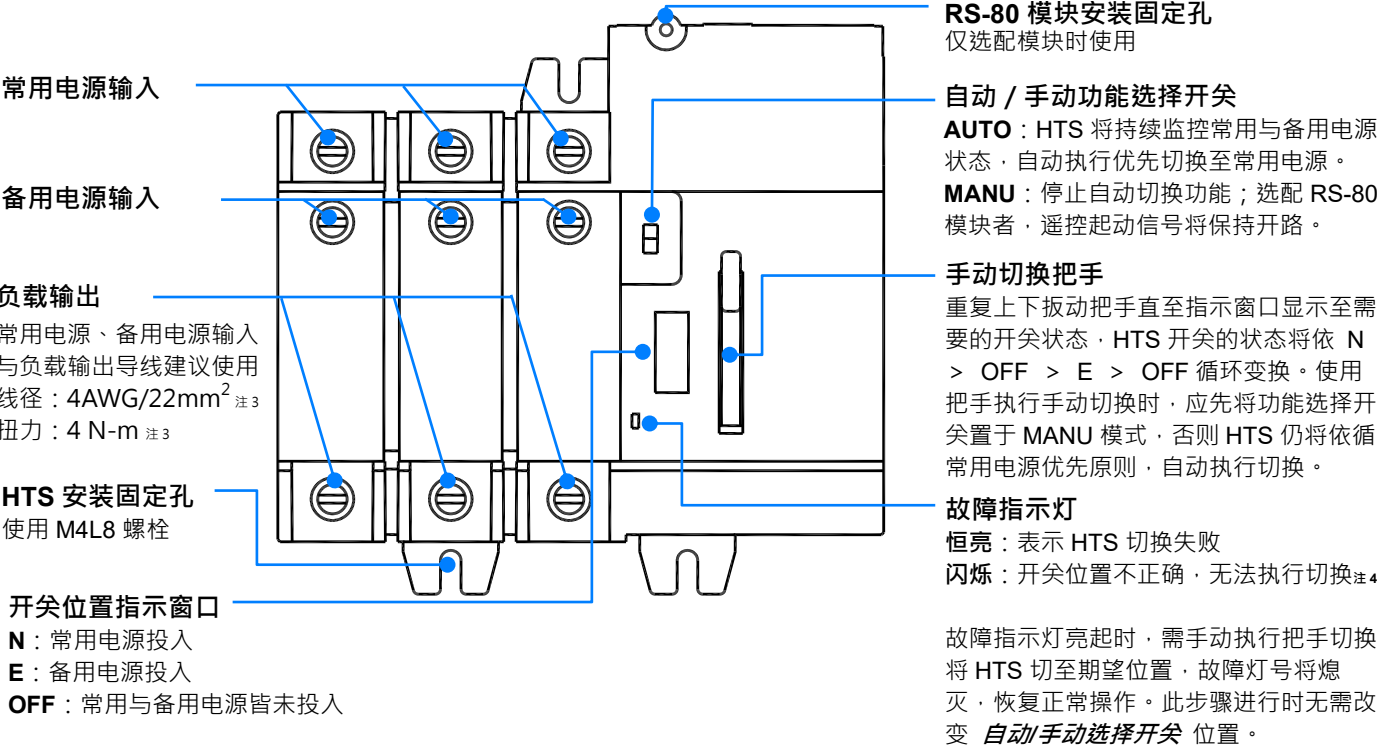 常用电源输入
备用电源输入
负载输出
常用电源、备用电源输入
与负载输出导线建议使用
线径：4AWG/22mm² 注3
扭力：4 N-m 注3
HTS 安装固定孔
使用 M4L8 螺栓
开关位置指示窗口
N：常用电源投入
E：备用电源投入
OFF：常用与备用电源皆未投入
RS-80 模块安装固定孔
仅选配模块时使用
自动 / 手动功能选择开关
AUTO：HTS 将持续监控常用与备用电源
状态，自动执行优先切换至常用电源。
MANU：停止自动切换功能；选配 RS-80
模块者，遥控起动信号将保持开路。
手动切换把手
重复上下扳动把手直至指示窗口显示至需
要的开关状态，HTS 开关的状态将依 N
> OFF > E > OFF 循环变换。使用
把手执行手动切换时，应先将功能选择开
关置于 MANU 模式，否则 HTS 仍将依循
常用电源优先原则，自动执行切换。
故障指示灯
恒亮：表示 HTS 切换失败
闪烁：开关位置不正确，无法执行切换注4
故障指示灯亮起时，需手动执行把手切换
将 HTS 切至期望位置，故障灯号将熄
灭，恢复正常操作。此步骤进行时无需改
变 自动/手动选择开关 位置。